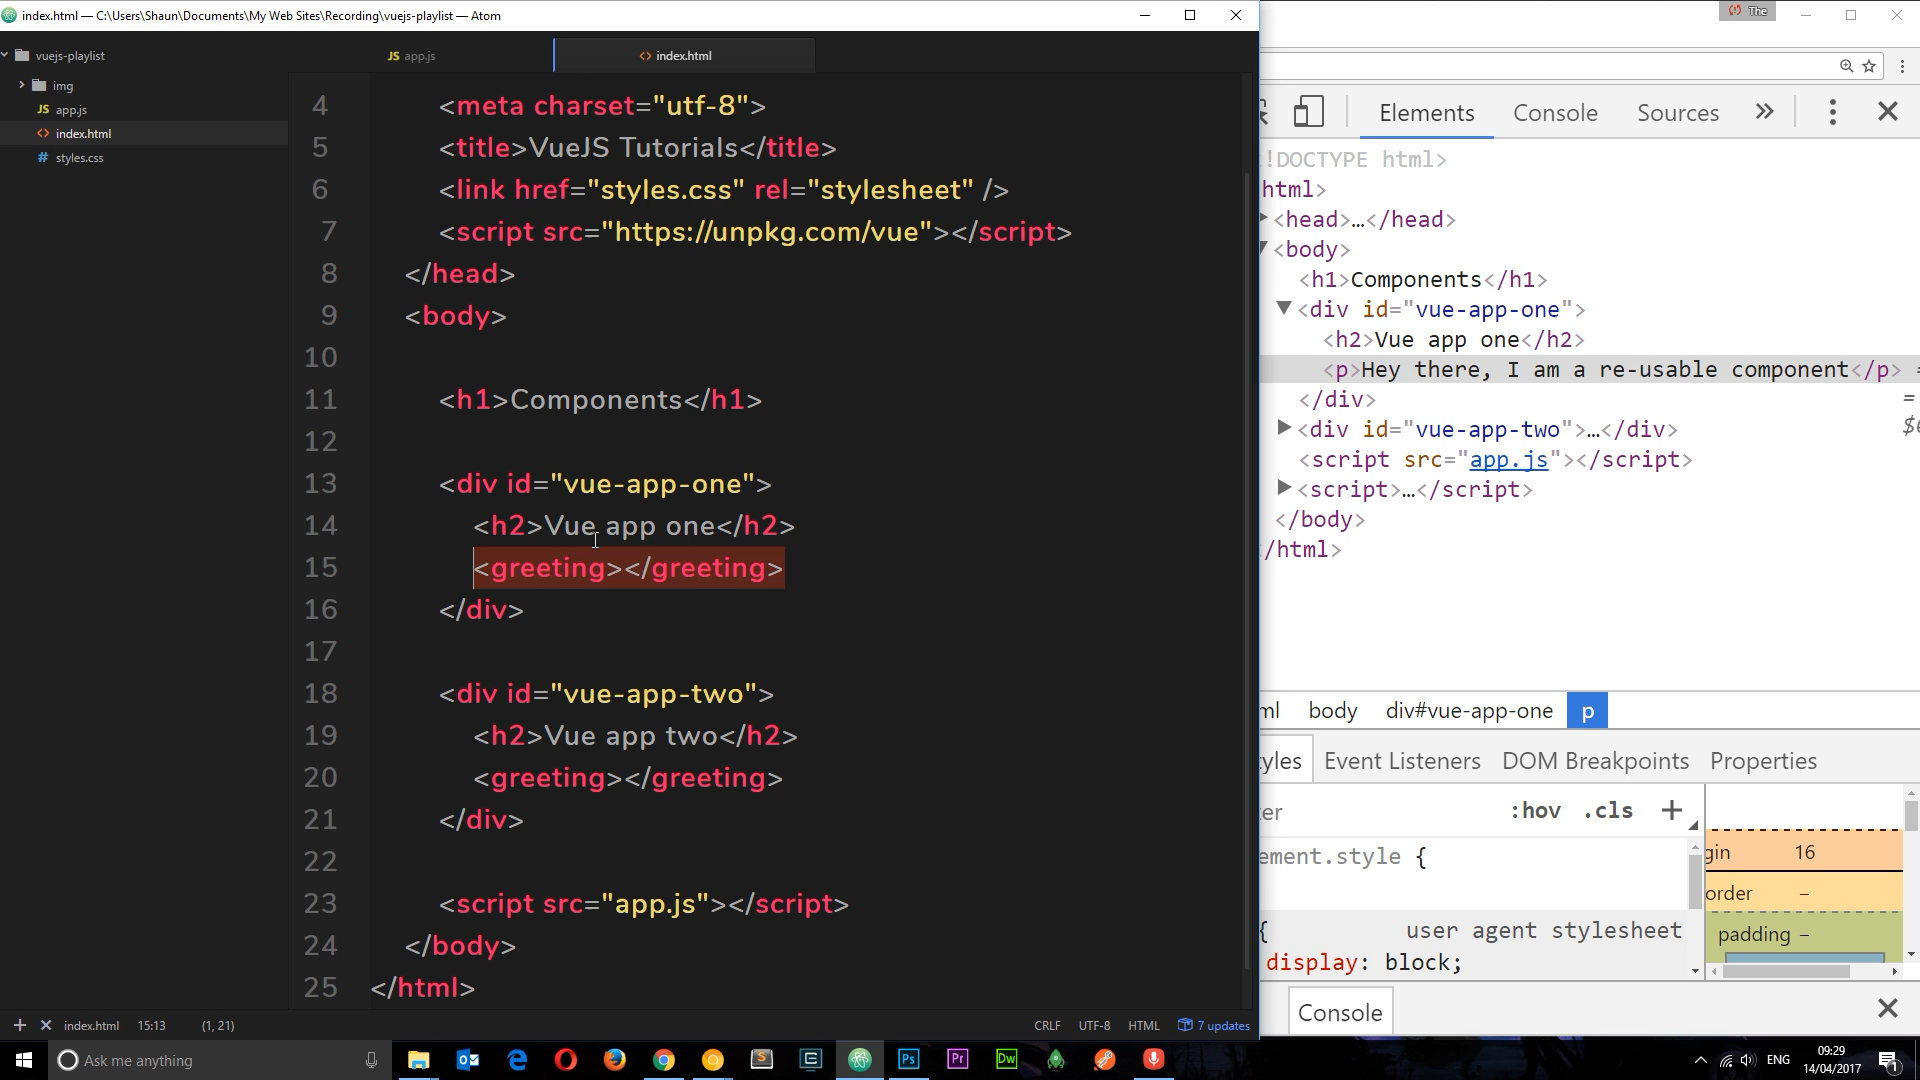 index.html — C:\Users\Shaun\Documents\My Web Sites\Recording\vuejs-playlist — Atom
The
vuejs-playlist
img
JS app.js
<> index.html
# styles.css
JS app.js
<> index.html
4 <meta charset="utf-8">
5 <title>VueJS Tutorials</title>
6 <link href="styles.css" rel="stylesheet" />
7 <script src="https://unpkg.com/vue"></script>
8 </head>
9 <body>
10
11 <h1>Components</h1>
12
13 <div id="vue-app-one">
14 <h2>Vue app one</h2>
15 <greeting></greeting>
16 </div>
17
18 <div id="vue-app-two">
19 <h2>Vue app two</h2>
20 <greeting></greeting>
21 </div>
22
23 <script src="app.js"></script>
24 </body>
25 </html>
index.html 15:13 (1, 21)
CRLF UTF-8 HTML 7 updates
Elements Console Sources
!DOCTYPE html>
html>
<head>…</head>
<body>
<h1>Components</h1>
<div id="vue-app-one">
<h2>Vue app one</h2>
<p>Hey there, I am a re-usable component</p> =
</div> =
<div id="vue-app-two">…</div>
<script src="app.js"></script>
<script>…</script>
</body>
/html>
ml body div#vue-app-one p
yles Event Listeners DOM Breakpoints Properties
ter :hov .cls +
ement.style {
{ user agent stylesheet
display: block;
gin 16
order –
padding –
Console
Ask me anything
Ps Pr Dw
ENG
09:29
14/04/2017
1